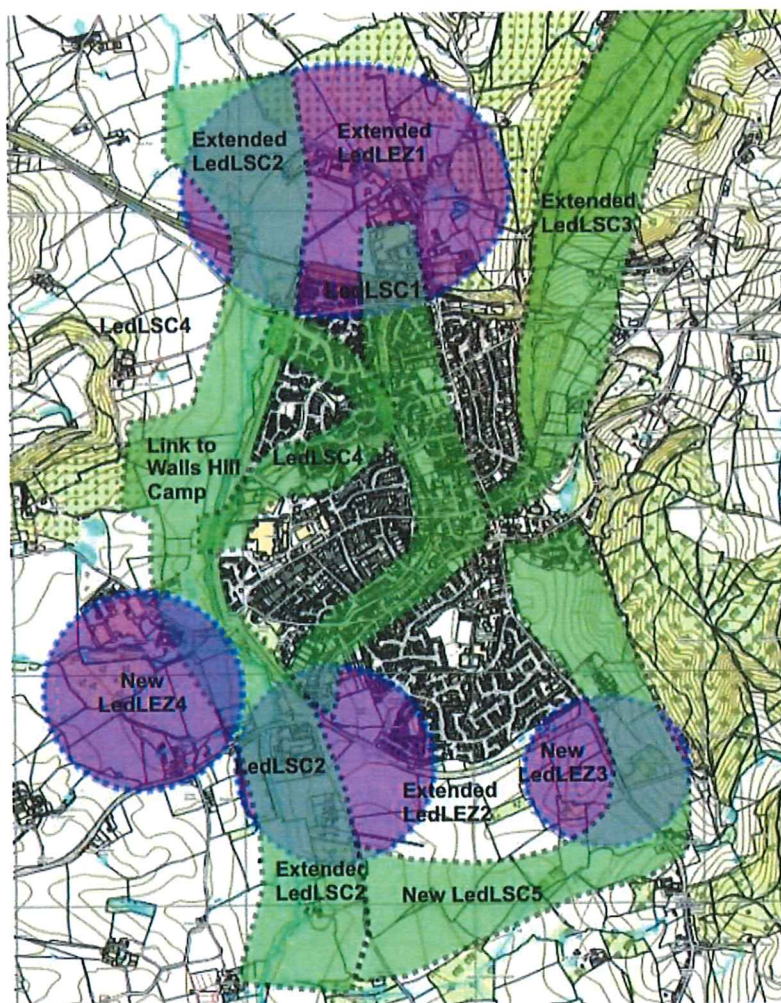 Extended
LedLSC2
Extended
LedLEZ1
Extended
LedLSC3
LedLSC1
LedLSC4
Link to
Walls Hill
Camp
LedLSC4
New
LedLEZ4
LedLSC2
New
LedLEZ3
Extended
LedLEZ2
Extended
LedLSC2
New LedLSC5